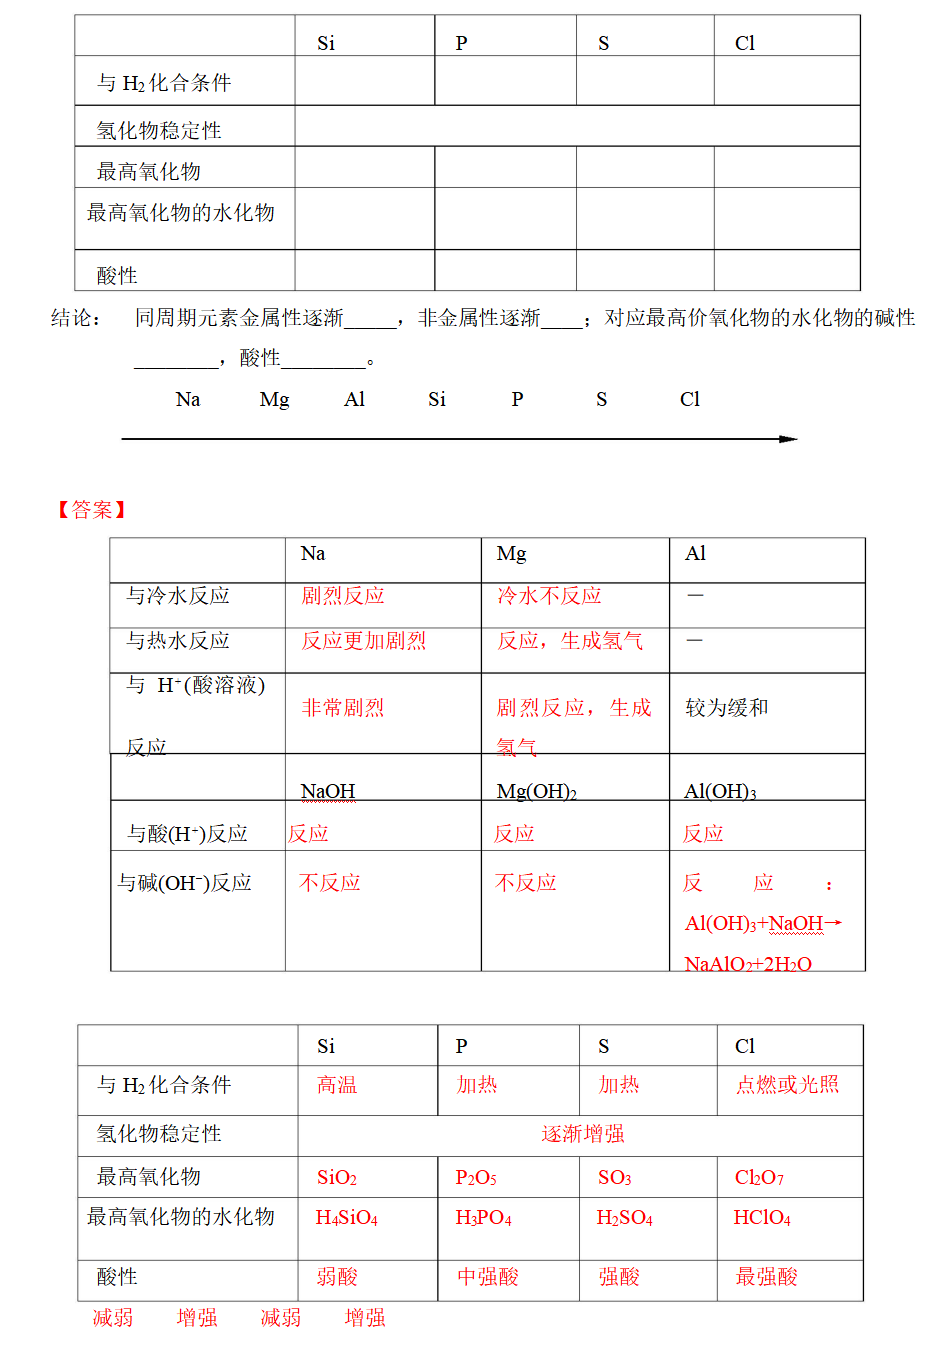 Si P S Cl
与 H₂化合条件
氢化物稳定性
最高氧化物
最高氧化物的水化物
酸性
结论： 同周期元素金属性逐渐_____，非金属性逐渐____；对应最高价氧化物的水化物的碱性
________，酸性________。
Na Mg Al Si P S Cl
【答案】
Na Mg Al
与冷水反应 剧烈反应 冷水不反应 －
与热水反应 反应更加剧烈 反应，生成氢气 －
与 H⁺(酸溶液)
非常剧烈 剧烈反应，生成 较为缓和
反应 氢气
NaOH Mg(OH)₂ Al(OH)₃
与酸(H⁺)反应 反应 反应 反应
与碱(OH⁻)反应 不反应 不反应 反 应 ：
Al(OH)₃+NaOH→
NaAlO₂+2H₂O
Si P S Cl
与 H₂化合条件 高温 加热 加热 点燃或光照
氢化物稳定性 逐渐增强
最高氧化物 SiO₂ P₂O₅ SO₃ Cl₂O₇
最高氧化物的水化物 H₄SiO₄ H₃PO₄ H₂SO₄ HClO₄
酸性 弱酸 中强酸 强酸 最强酸
减弱 增强 减弱 增强